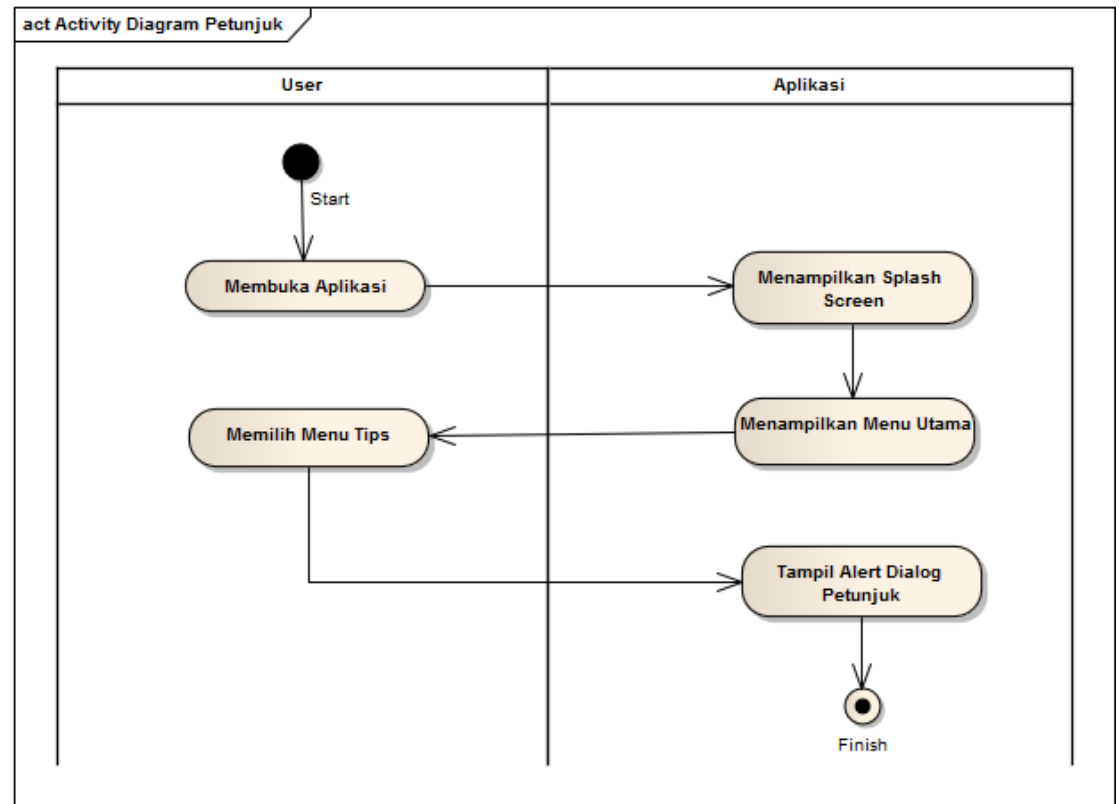 act Activity Diagram Petunjuk
User
Aplikasi
Start
Membuka Aplikasi
Menampilkan Splash
Screen
Memilih Menu Tips
Menampilkan Menu Utama
Tampil Alert Dialog
Petunjuk
Finish